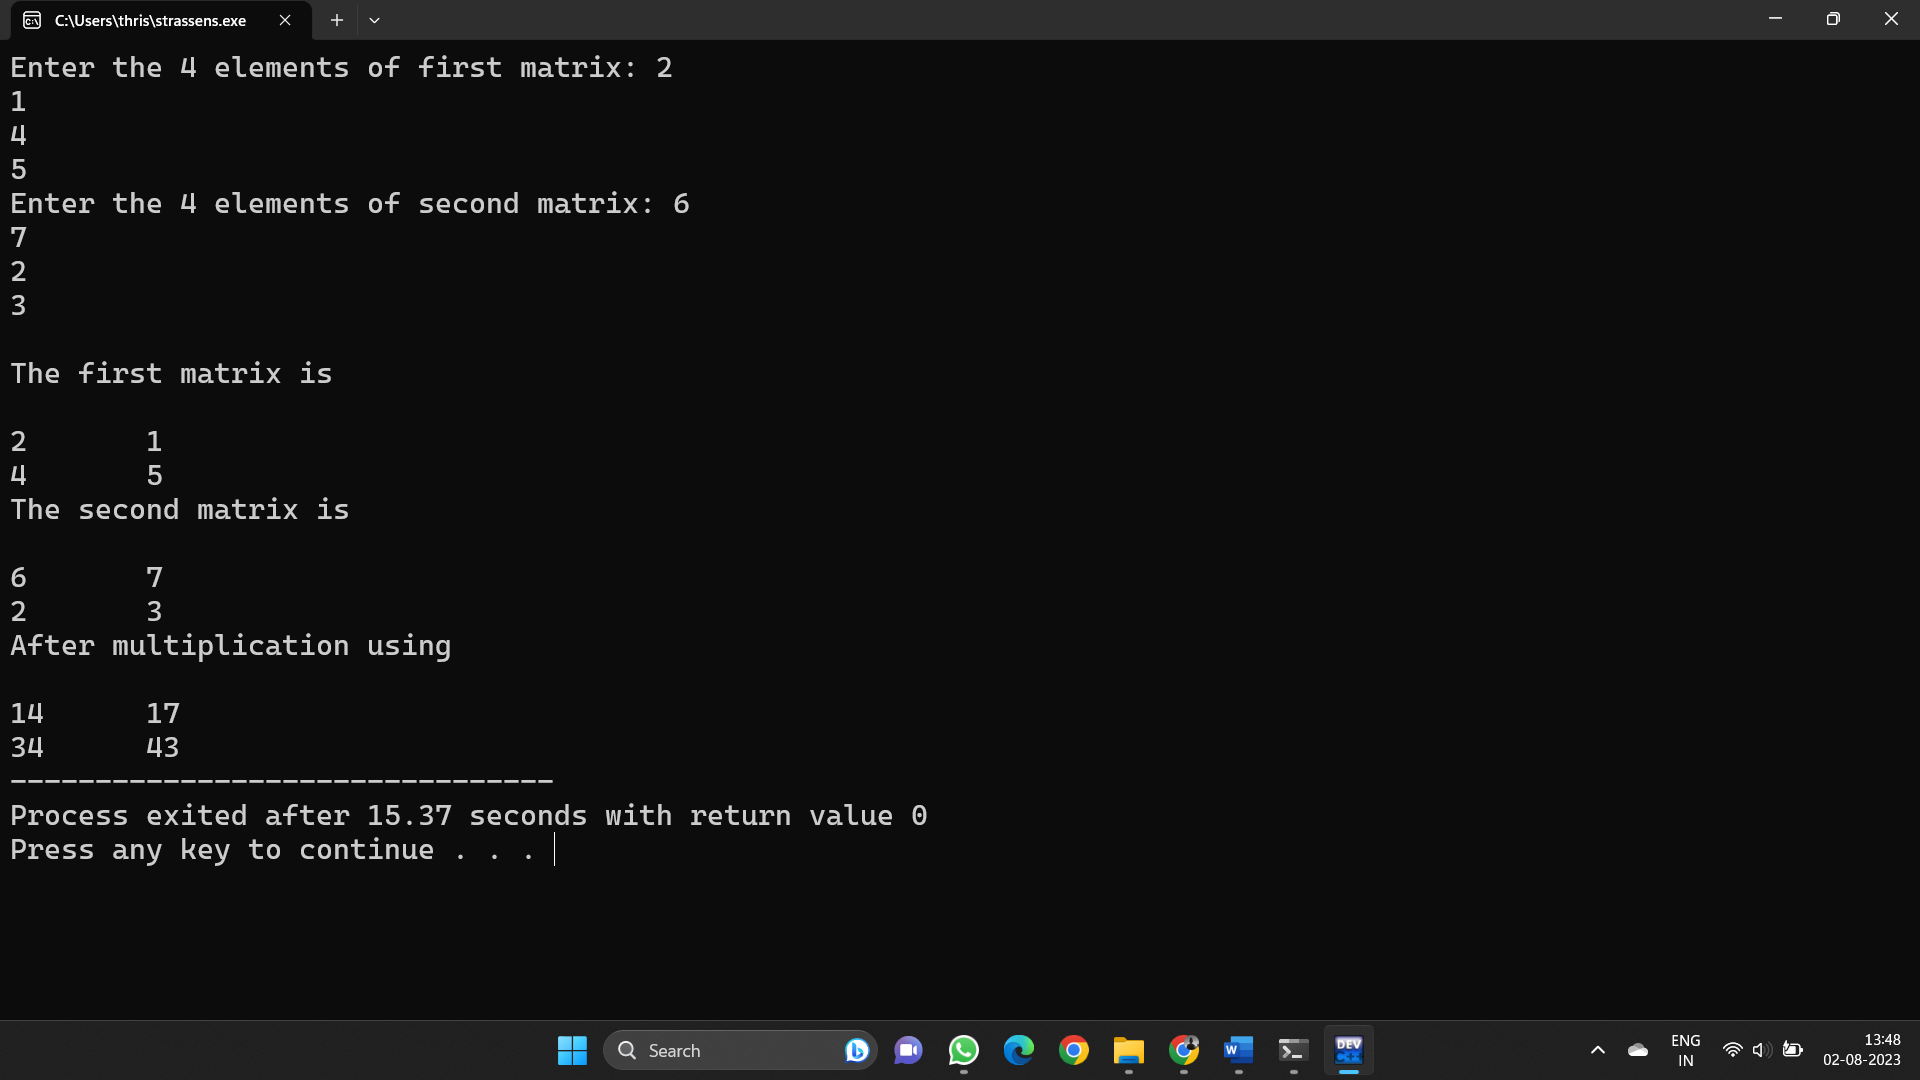 C:\Users\thris\strassens.exe
Enter the 4 elements of first matrix: 2
1
4
5
Enter the 4 elements of second matrix: 6
7
2
3
The first matrix is
2 1
4 5
The second matrix is
6 7
2 3
After multiplication using
14 17
34 43
--------------------------------
Process exited after 15.37 seconds with return value 0
Press any key to continue . . .
Search
W
DEV
C++
ENG
IN
13:48
02-08-2023